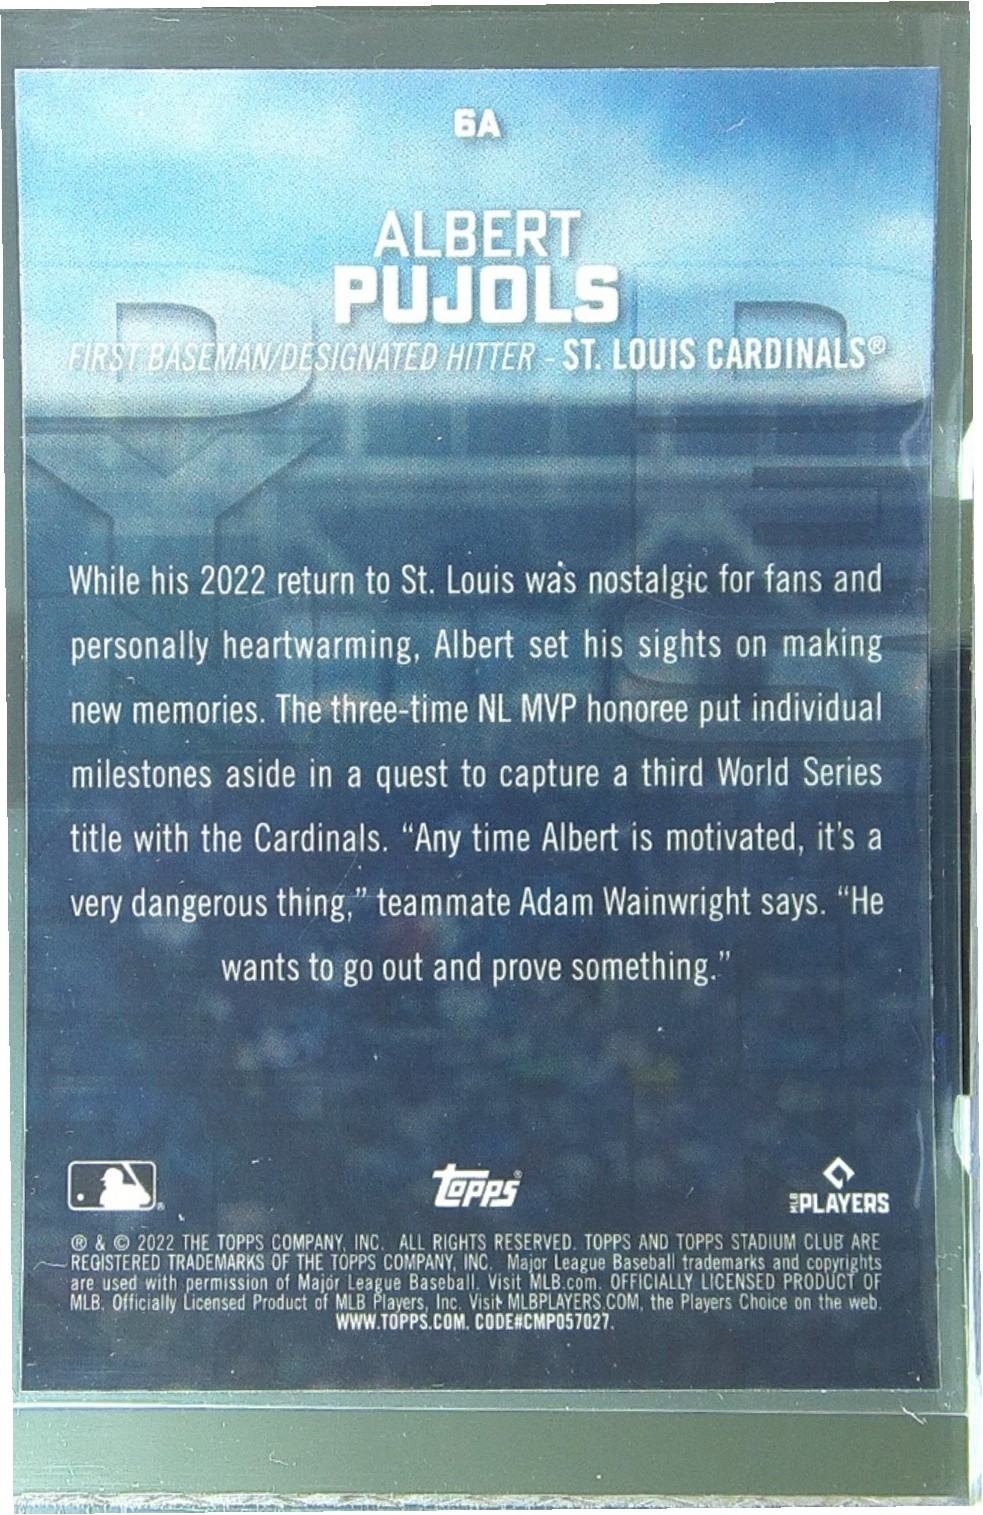 6A
ALBERT
PUJOLS
FIRST BASEMAN/DESIGNATED HITTER - ST. LOUIS CARDINALS®
While his 2022 return to St. Louis was nostalgic for fans and
personally heartwarming, Albert set his sights on making
new memories. The three-time NL MVP honoree put individual
milestones aside in a quest to capture a third World Series
title with the Cardinals. “Any time Albert is motivated, it's a
very dangerous thing,” teammate Adam Wainwright says. “He
wants to go out and prove something.”
Topps®
MLB PLAYERS
® & © 2022 THE TOPPS COMPANY, INC. ALL RIGHTS RESERVED. TOPPS AND TOPPS STADIUM CLUB ARE
REGISTERED TRADEMARKS OF THE TOPPS COMPANY, INC. Major League Baseball trademarks and copyrights
are used with permission of Major League Baseball. Visit MLB.com. OFFICIALLY LICENSED PRODUCT OF
MLB. Officially Licensed Product of MLB Players, Inc. Visit MLBPLAYERS.COM, the Players Choice on the web.
WWW.TOPPS.COM. CODE#CMP057027.